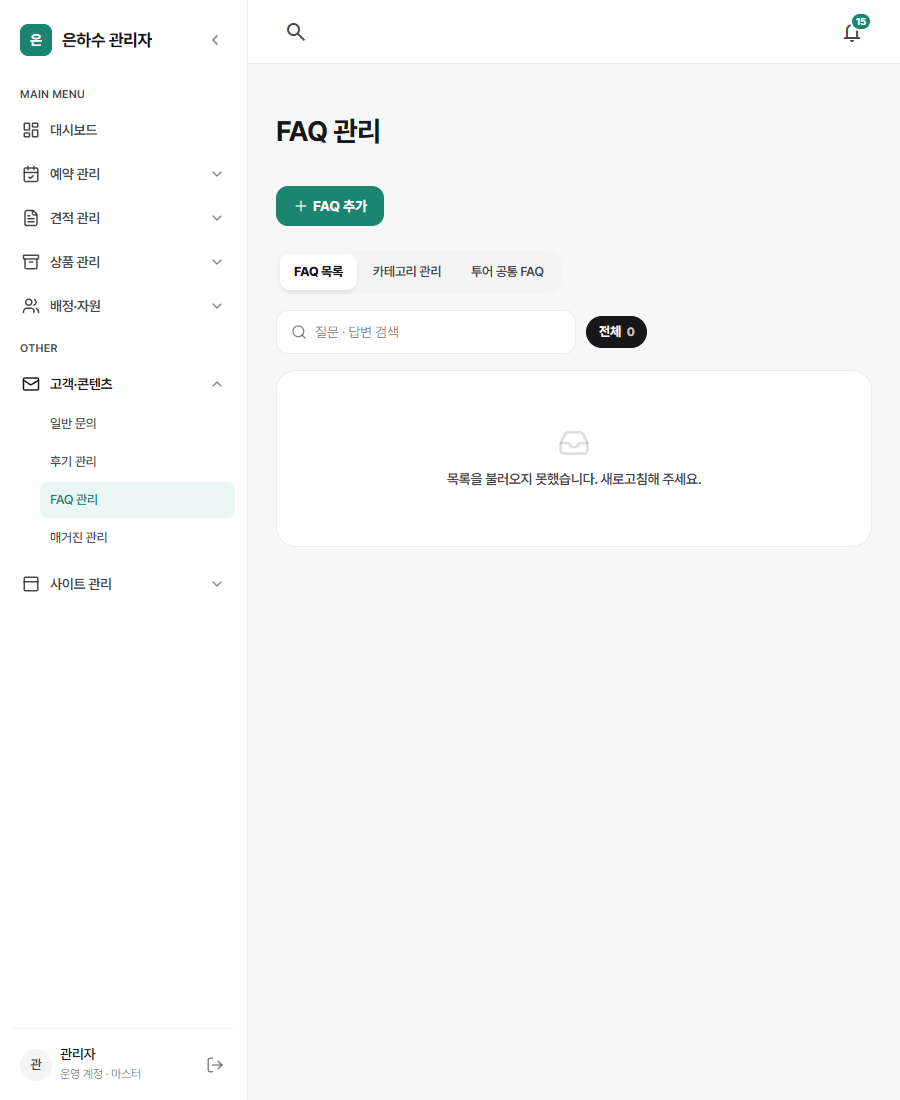 은 은하수 관리자
15
MAIN MENU
대시보드
예약 관리
견적 관리
상품 관리
배정·자원
OTHER
고객·콘텐츠
일반 문의
후기 관리
FAQ 관리
매거진 관리
사이트 관리
관 관리자
운영 계정 · 마스터
FAQ 관리
FAQ 추가
FAQ 목록 카테고리 관리 투어 공통 FAQ
질문 · 답변 검색 전체 0
목록을 불러오지 못했습니다. 새로고침해 주세요.